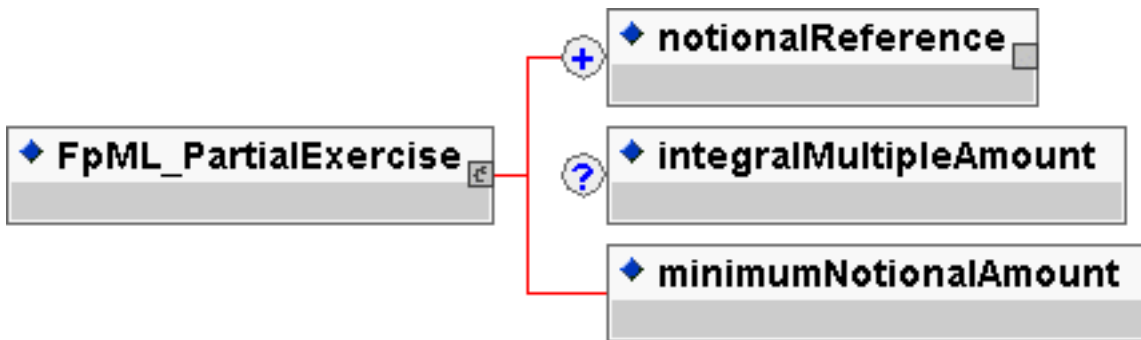 notionalReference
+
FpML_PartialExercise
integralMultipleAmount
?
minimumNotionalAmount